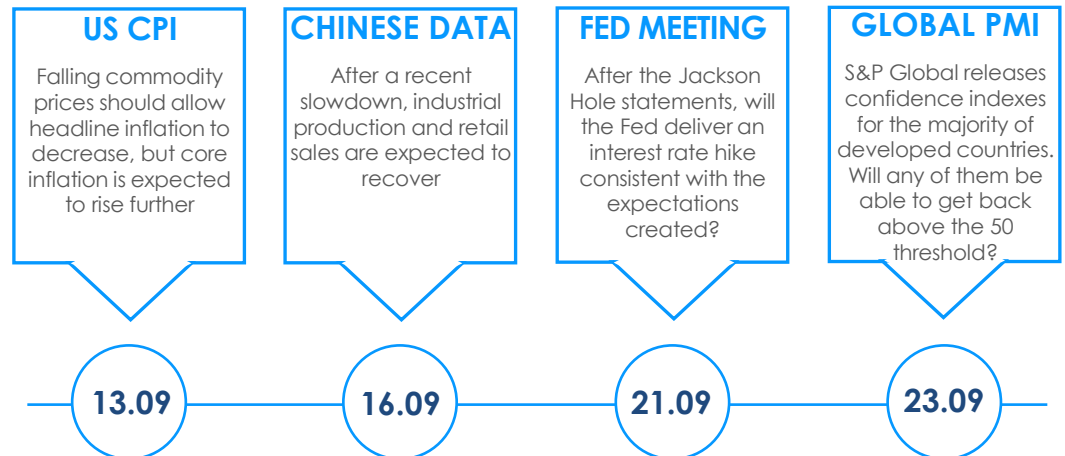 US CPI
Falling commodity
prices should allow
headline inflation to
decrease, but core
inflation is expected
to rise further
CHINESE DATA
After a recent
slowdown, industrial
production and retail
sales are expected to
recover
FED MEETING
After the Jackson
Hole statements, will
the Fed deliver an
interest rate hike
consistent with the
expectations
created?
GLOBAL PMI
S&P Global releases
confidence indexes
for the majority of
developed countries.
Will any of them be
able to get back
above the 50
threshold?
13.09
16.09
21.09
23.09